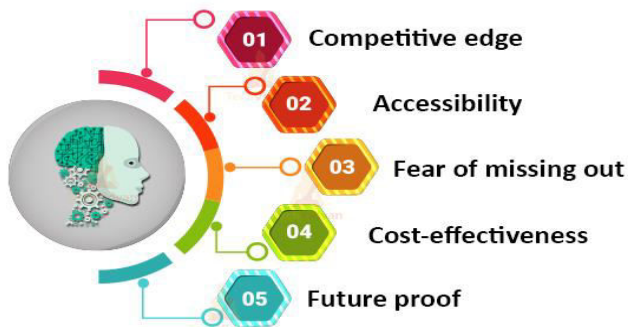 01 Competitive edge
02 Accessibility
03 Fear of missing out
04 Cost-effectiveness
05 Future proof